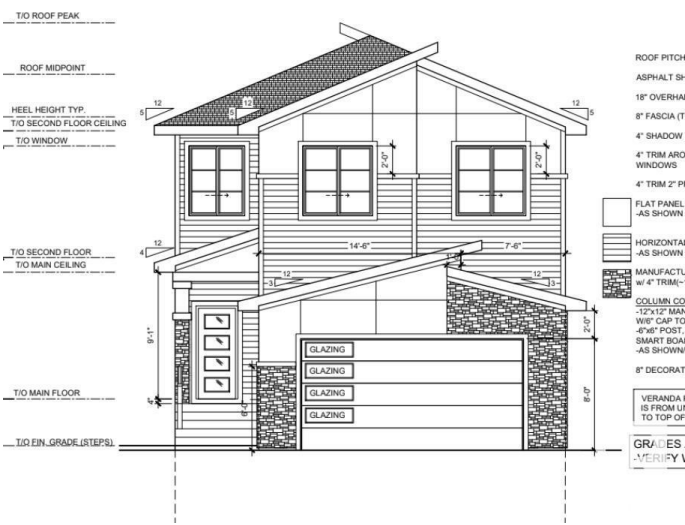 T/O ROOF PEAK
ROOF MIDPOINT
HEEL HEIGHT TYP.
T/O SECOND FLOOR CEILING
T/O WINDOW
T/O SECOND FLOOR
T/O MAIN CEILING
T/O MAIN FLOOR
T/O FIN. GRADE (STEPS)
12
5
12
5
12
5
2'-0"
2'-0"
12
4
14'-6"
7'-6"
1'-0"
12
3
12
3
9'-1"
4"
6'-0"
2'-0"
8'-0"
GLAZING
GLAZING
GLAZING
GLAZING
ROOF PITCH
ASPHALT SH
18" OVERHA
8" FASCIA (T
4" SHADOW
4" TRIM ARO
WINDOWS
4" TRIM 2" P
FLAT PANEL
-AS SHOWN
HORIZONTAL
-AS SHOWN
MANUFACTU
w/ 4" TRIM(~
COLUMN CO
-12"x12" MAN
W/6" CAP TO
-6"x6" POST,
SMART BOA
-AS SHOWN
8" DECORAT
VERANDA
IS FROM U
TO TOP OF
GRADES
-VERIFY